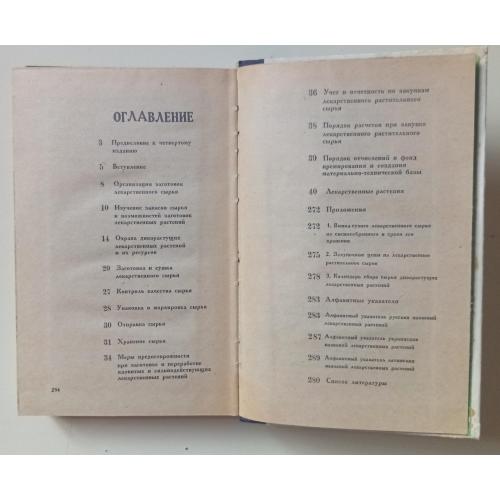 ОГЛАВЛЕНИЕ
3 Предисловие к четвертому
изданию
5 Вступление
8 Организация заготовок
лекарственного сырья
10 Изучение запасов сырья
и возможностей заготовок
лекарственных растений
14 Охрана дикорастущих
лекарственных растений
и их ресурсов
20 Заготовка и сушка
лекарственного сырья
27 Контроль качества сырья
28 Упаковка и маркировка сырья
30 Отправка сырья
31 Хранение сырья
34 Меры предосторожности
при заготовке и переработке
ядовитых и сильнодействующих
лекарственных растений
294
36 Учет и отчетность по закупкам
лекарственного растительного
сырья
38 Порядок расчетов при закупке
лекарственного растительного
сырья
39 Порядок отчислений в фонд
премирования и создания
материально-технической базы
40 Лекарственные растения
272 Приложения
272 1. Выход сухого лекарственного сырья
из свежесобранного и сроки его
хранения
275 2. Закупочные цены на лекарственное
растительное сырье
278 3. Календарь сбора сырья дикорастущих
лекарственных растений
283 Алфавитные указатели
283 Алфавитный указатель русских названий
лекарственных растений
287 Алфавитный указатель украинских
названий лекарственных растений
289 Алфавитный указатель латинских
названий лекарственных растений
280 Список литературы